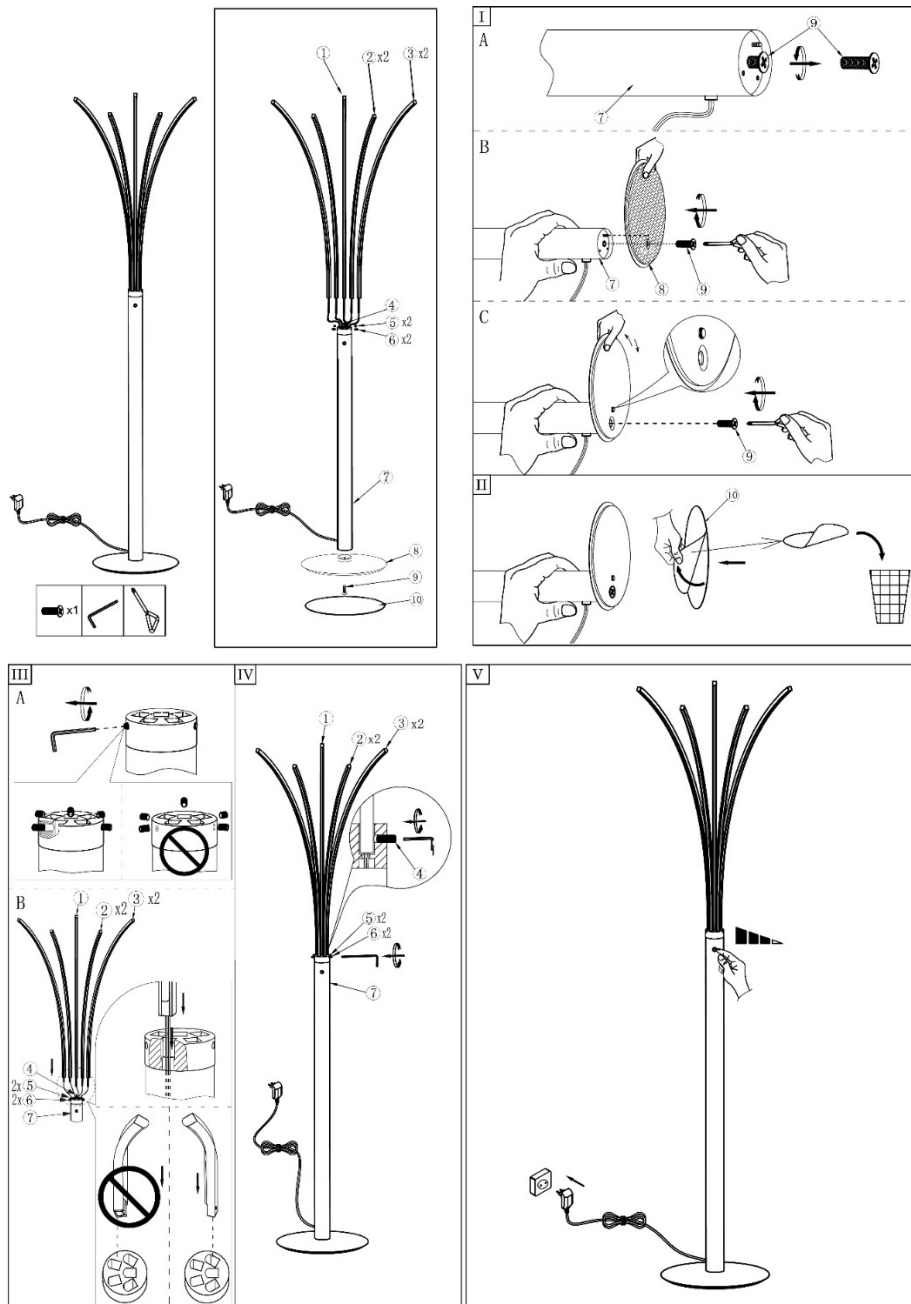 ① ② x2 ③ x2
④
⑤ x2
⑥ x2
⑦
⑧
⑨
⑩
x1
I
A
⑨
⑦
B
⑦ ⑧ ⑨
C
⑨
II
⑩
III
A
B
① ② x2 ③ x2
④
2x ⑤
2x ⑥
⑦
IV
① ② x2 ③ x2
④
⑤ x2
⑥ x2
⑦
V